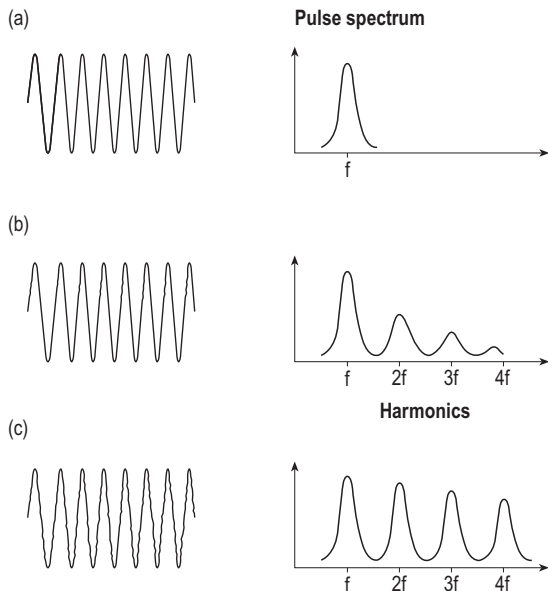 (a)
Pulse spectrum
f
(b)
f 2f 3f 4f
Harmonics
(c)
f 2f 3f 4f